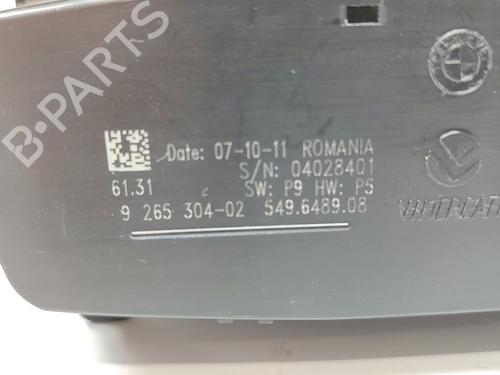 B-PARTS
Date: 07-10-11 ROMANIA
S/N: 04028401
61.31 SW: P9 HW: P5
9 265 304-02 549.6489.08